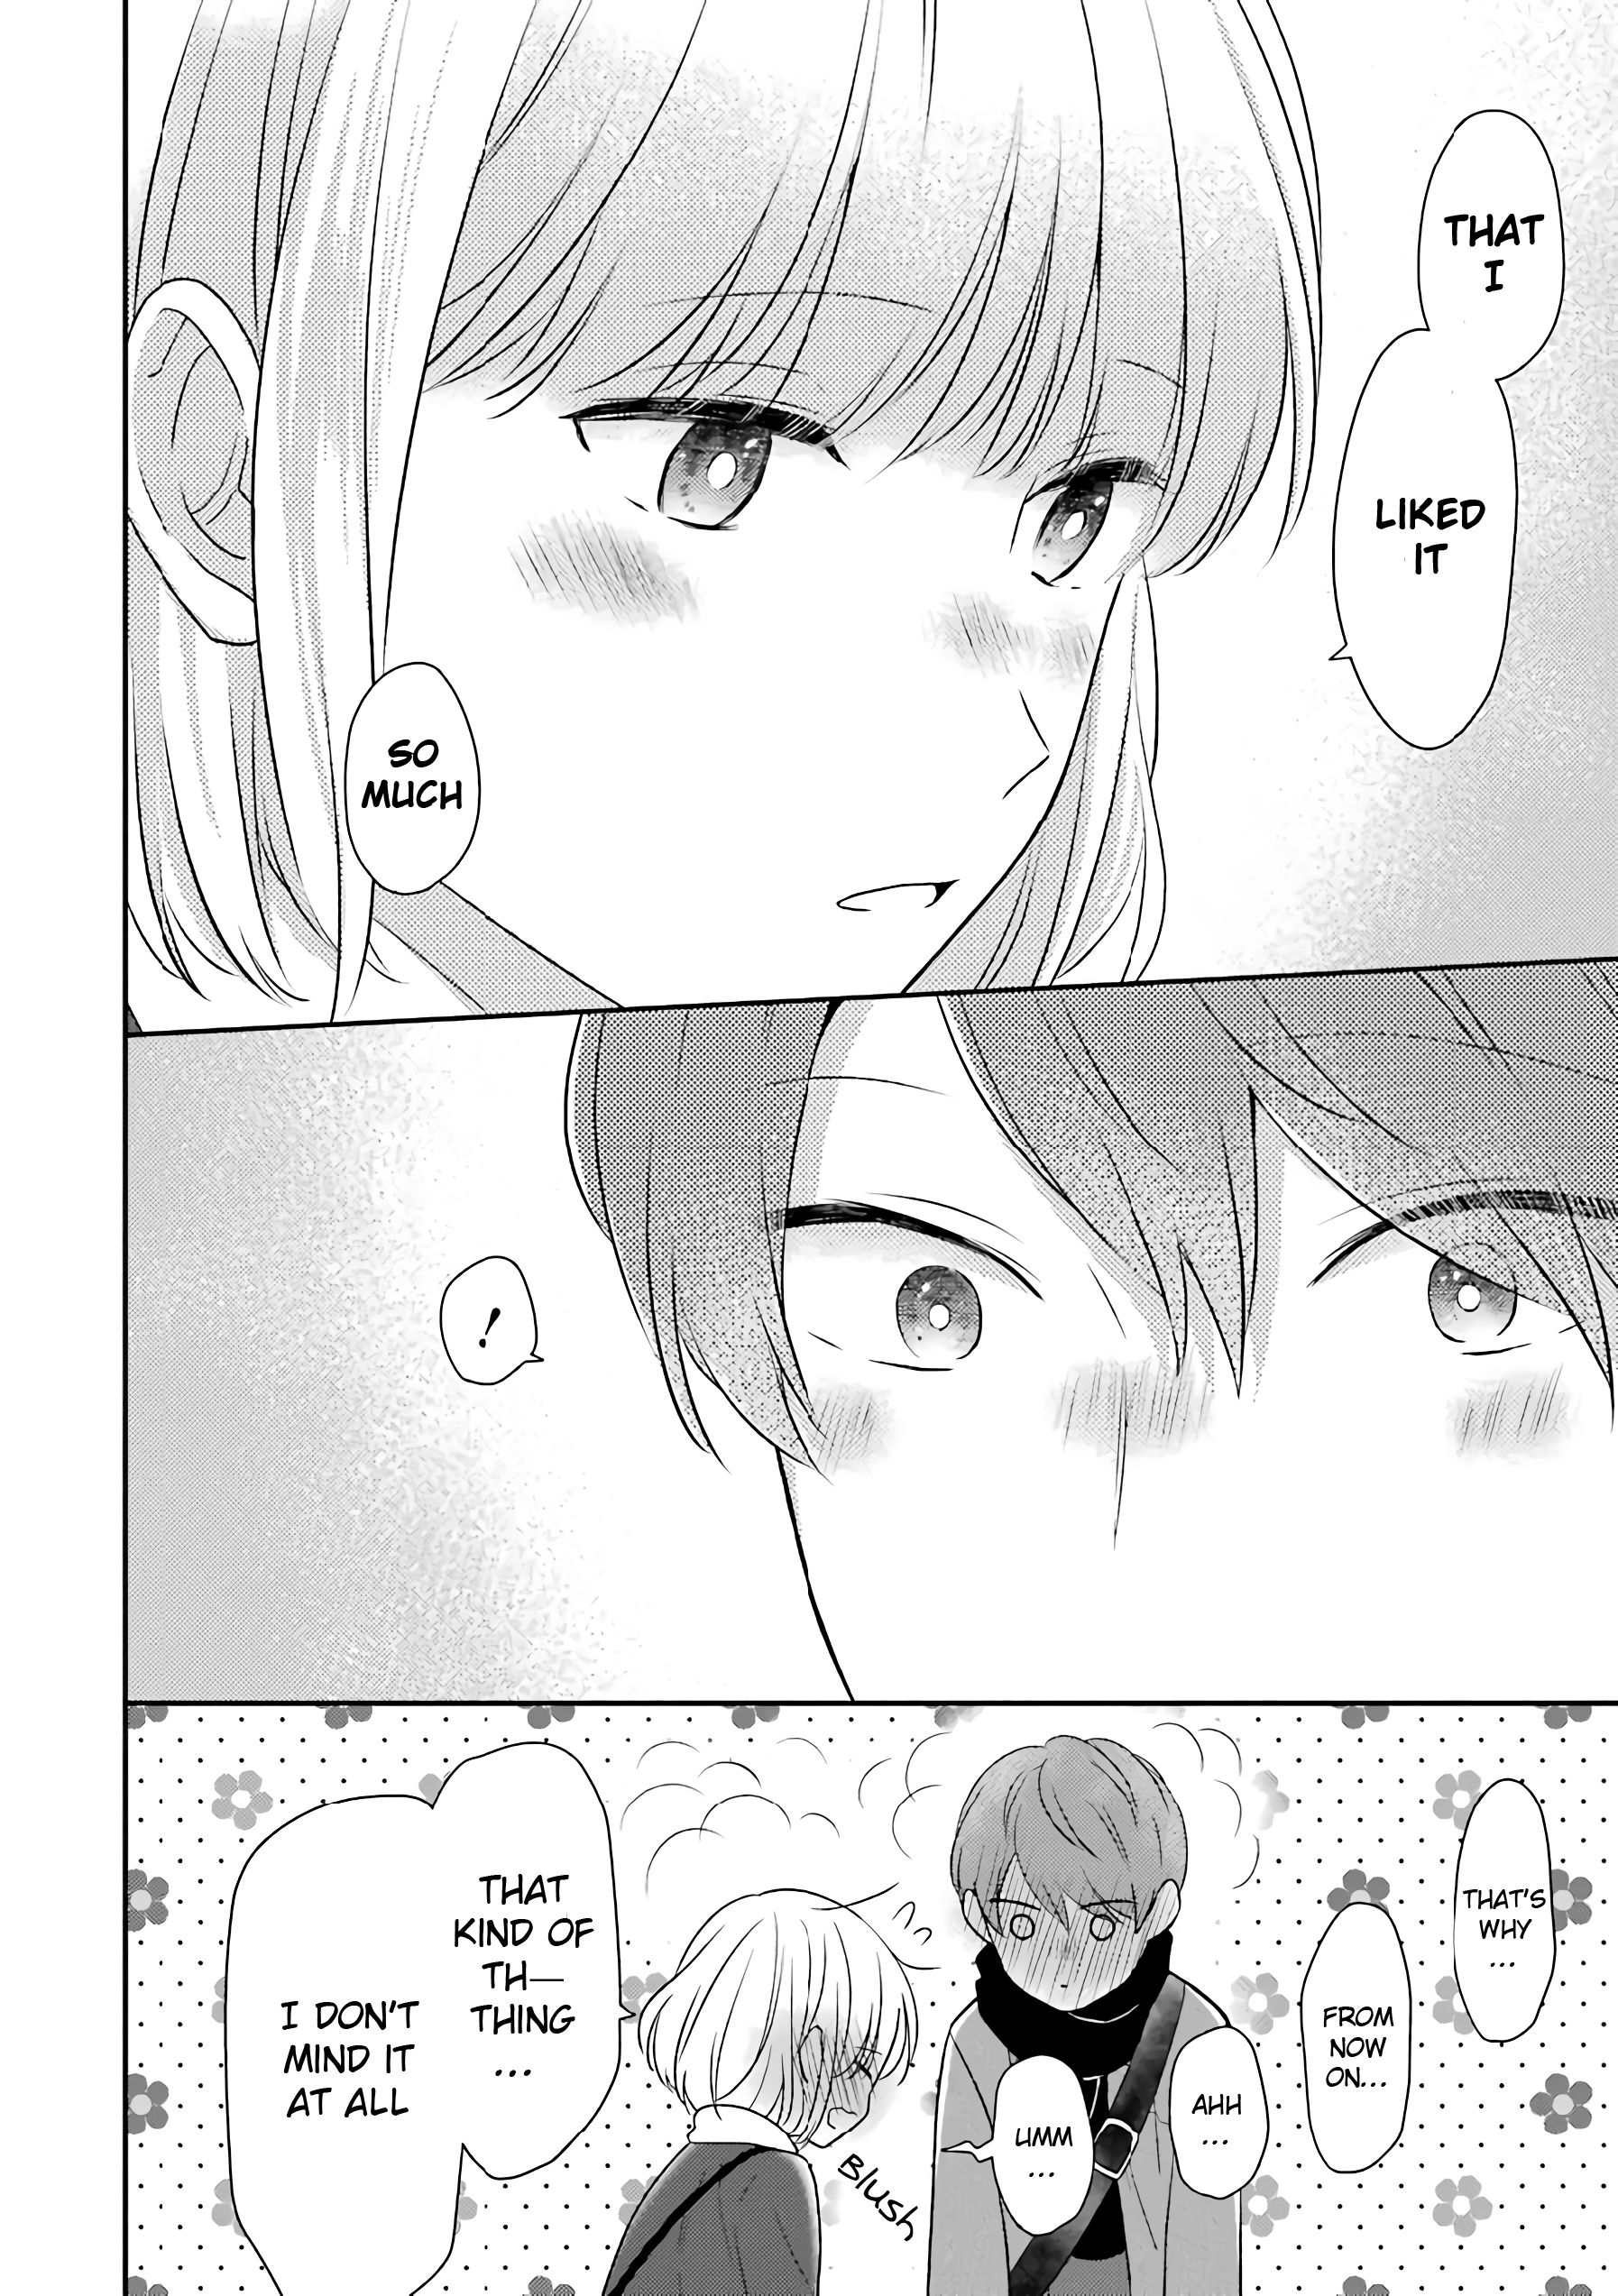 THAT
I
LIKED
IT
SO
MUCH
!
THAT'S
WHY
...
FROM
NOW
ON...
AHH
...
UMM
...
Blush
THAT
KIND OF
TH—
THING
...
I DON'T
MIND IT
AT ALL